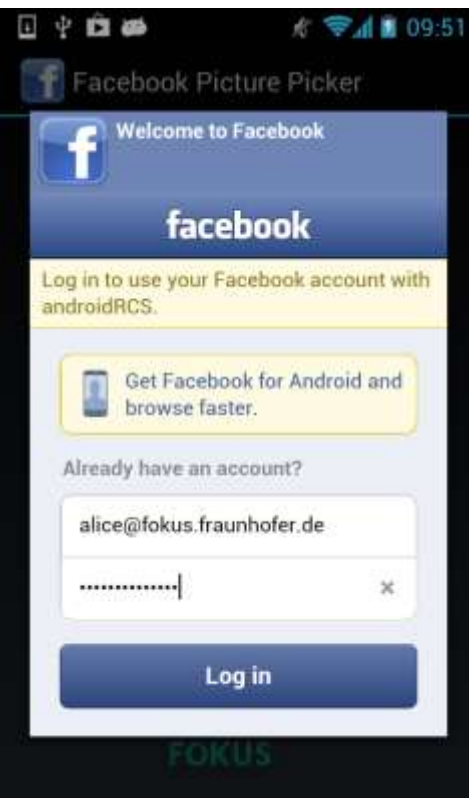 09:51
Facebook Picture Picker
Welcome to Facebook
facebook
Log in to use your Facebook account with
androidRCS.
Get Facebook for Android and
browse faster.
Already have an account?
alice@fokus.fraunhofer.de
••••••••••••••
Log in
FOKUS